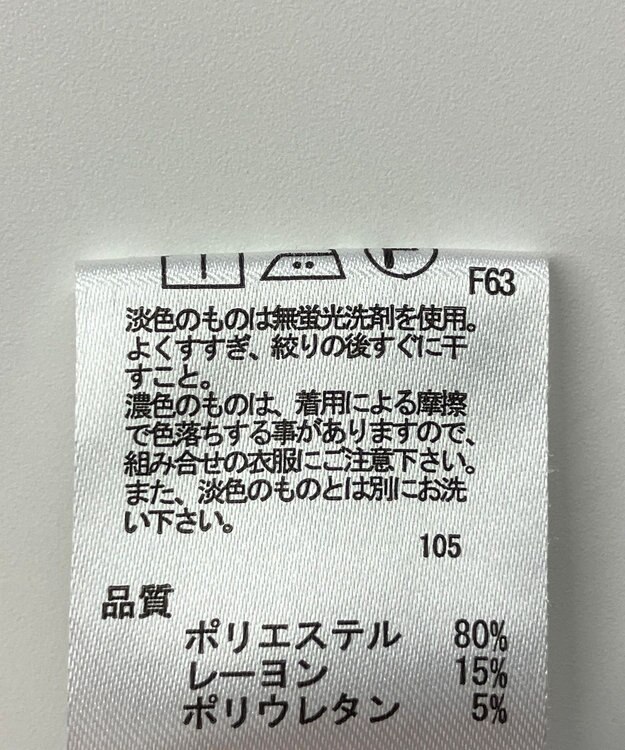 F63
淡色のものは無蛍光洗剤を使用。
よくすすぎ、絞りの後すぐに干
すこと。
濃色のものは、着用による摩擦
で色落ちする事がありますので、
組み合せの衣服にご注意下さい。
また、淡色のものとは別にお洗
い下さい。
105
品質
ポリエステル 80%
レーヨン 15%
ポリウレタン 5%